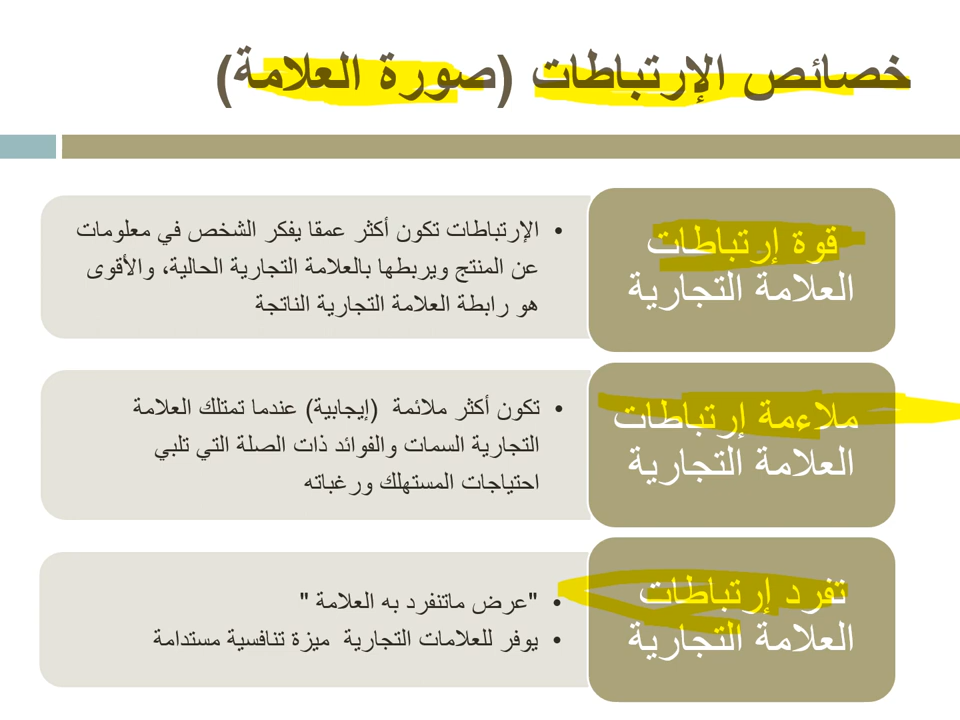 خصائص الإرتباطات (صورة العلامة)
قوة إرتباطات
العلامة التجارية
• الإرتباطات تكون أكثر عمقا يفكر الشخص في معلومات
عن المنتج ويربطها بالعلامة التجارية الحالية، والأقوى
هو رابطة العلامة التجارية الناتجة
ملاءمة إرتباطات
العلامة التجارية
• تكون أكثر ملائمة (إيجابية) عندما تمتلك العلامة
التجارية السمات والفوائد ذات الصلة التي تلبي
احتياجات المستهلك ورغباته
تفرد إرتباطات
العلامة التجارية
• "عرض ماتنفرد به العلامة "
• يوفر للعلامات التجارية ميزة تنافسية مستدامة